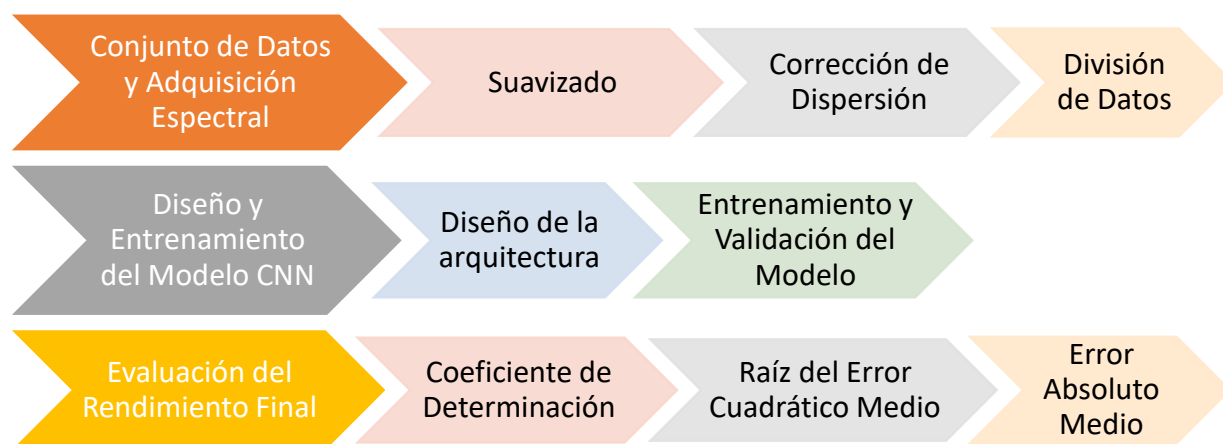 Conjunto de Datos
y Adquisición
Espectral
Suavizado
Corrección de
Dispersión
División
de Datos
Diseño y
Entrenamiento
del Modelo CNN
Diseño de la
arquitectura
Entrenamiento y
Validación del
Modelo
Evaluación del
Rendimiento Final
Coeficiente de
Determinación
Raíz del Error
Cuadrático Medio
Error
Absoluto
Medio